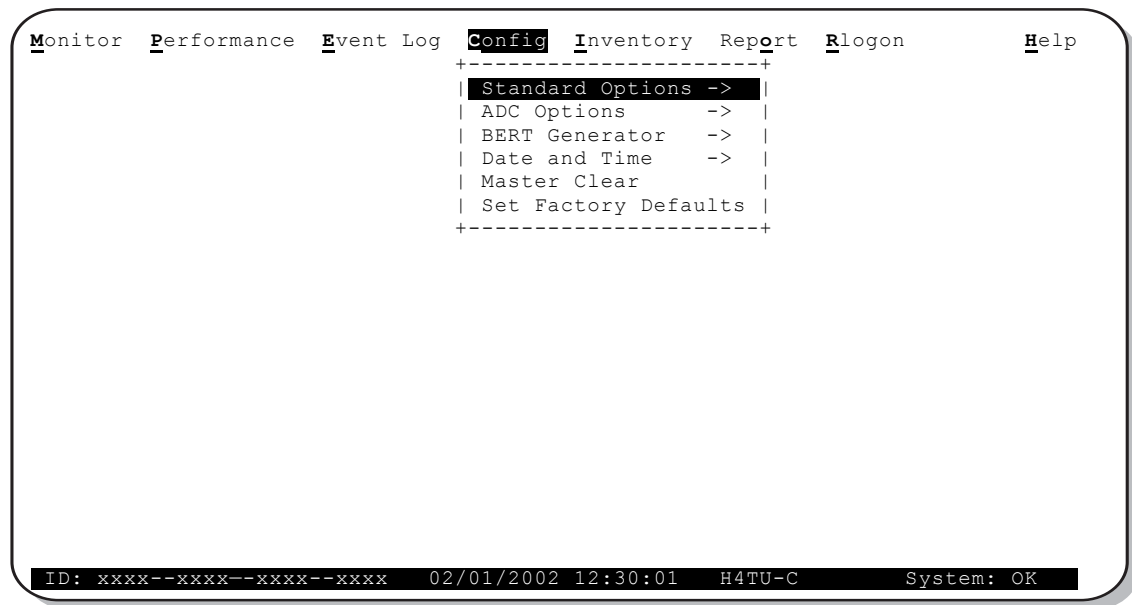 Monitor  Performance  Event Log  Config  Inventory  Report  Rlogon  Help
+----------------------+
| Standard Options ->  |
| ADC Options      ->  |
| BERT Generator   ->  |
| Date and Time    ->  |
| Master Clear         |
| Set Factory Defaults |
+----------------------+
ID: xxxx--xxxx—-xxxx--xxxx   02/01/2002 12:30:01   H4TU-C   System: OK